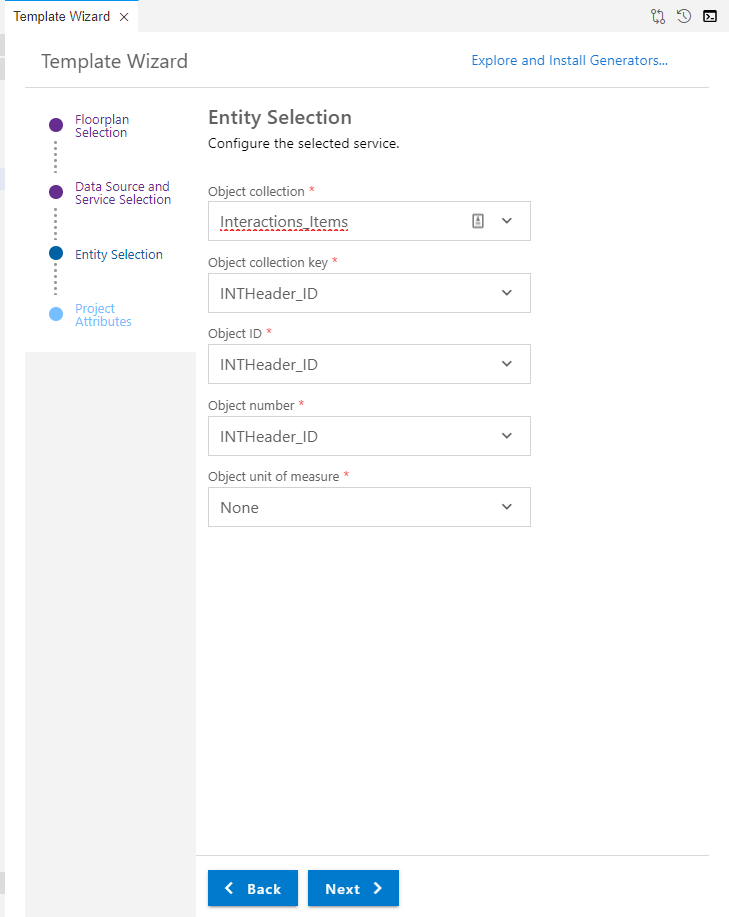 Template Wizard
Template Wizard
Explore and Install Generators...
Floorplan
Selection
Data Source and
Service Selection
Entity Selection
Project
Attributes
Entity Selection
Configure the selected service.
Object collection *
Interactions_Items
Object collection key *
INTHeader_ID
Object ID *
INTHeader_ID
Object number *
INTHeader_ID
Object unit of measure *
None
Back
Next